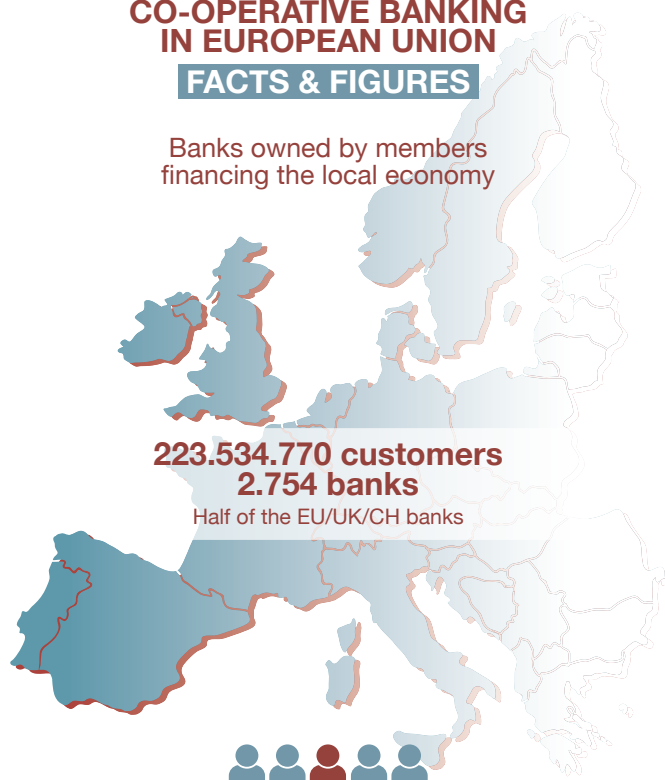 CO-OPERATIVE BANKING
IN EUROPEAN UNION
FACTS & FIGURES
Banks owned by members
financing the local economy
223.534.770 customers
2.754 banks
Half of the EU/UK/CH banks